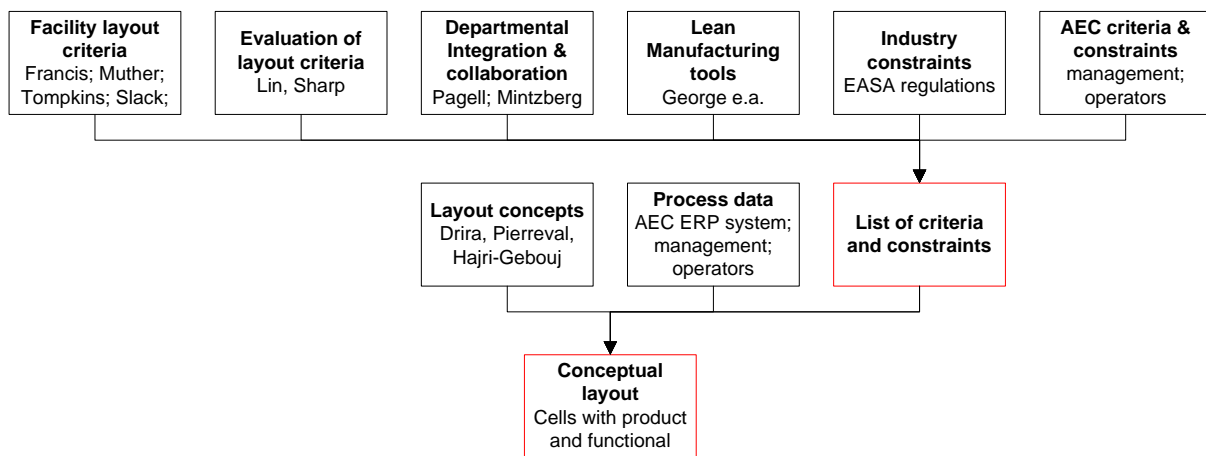 Facility layout
criteria
Francis; Muther;
Tompkins; Slack;
Evaluation of
layout criteria
Lin, Sharp
Departmental
Integration &
collaboration
Pagell; Mintzberg
Lean
Manufacturing
tools
George e.a.
Industry
constraints
EASA regulations
AEC criteria &
constraints
management;
operators
Layout concepts
Drira, Pierreval,
Hajri-Gebouj
Process data
AEC ERP system;
management;
operators
List of criteria
and constraints
Conceptual
layout
Cells with product
and functional